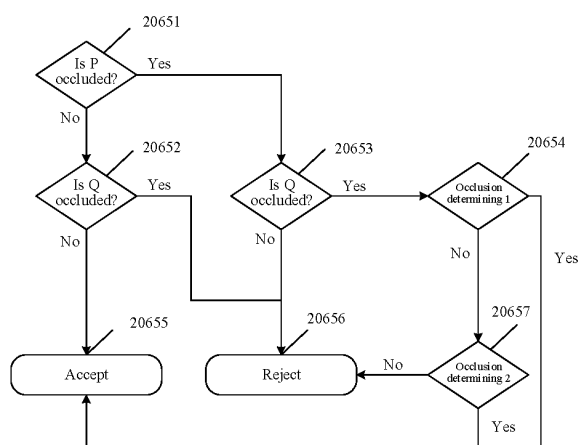 20651
Is P
occluded?
Yes
No
20652
Is Q
occluded?
Yes
No
20653
Is Q
occluded?
Yes
No
20654
Occlusion
determining 1
Yes
No
20655
Accept
20656
Reject
20657
Occlusion
determining 2
No
Yes